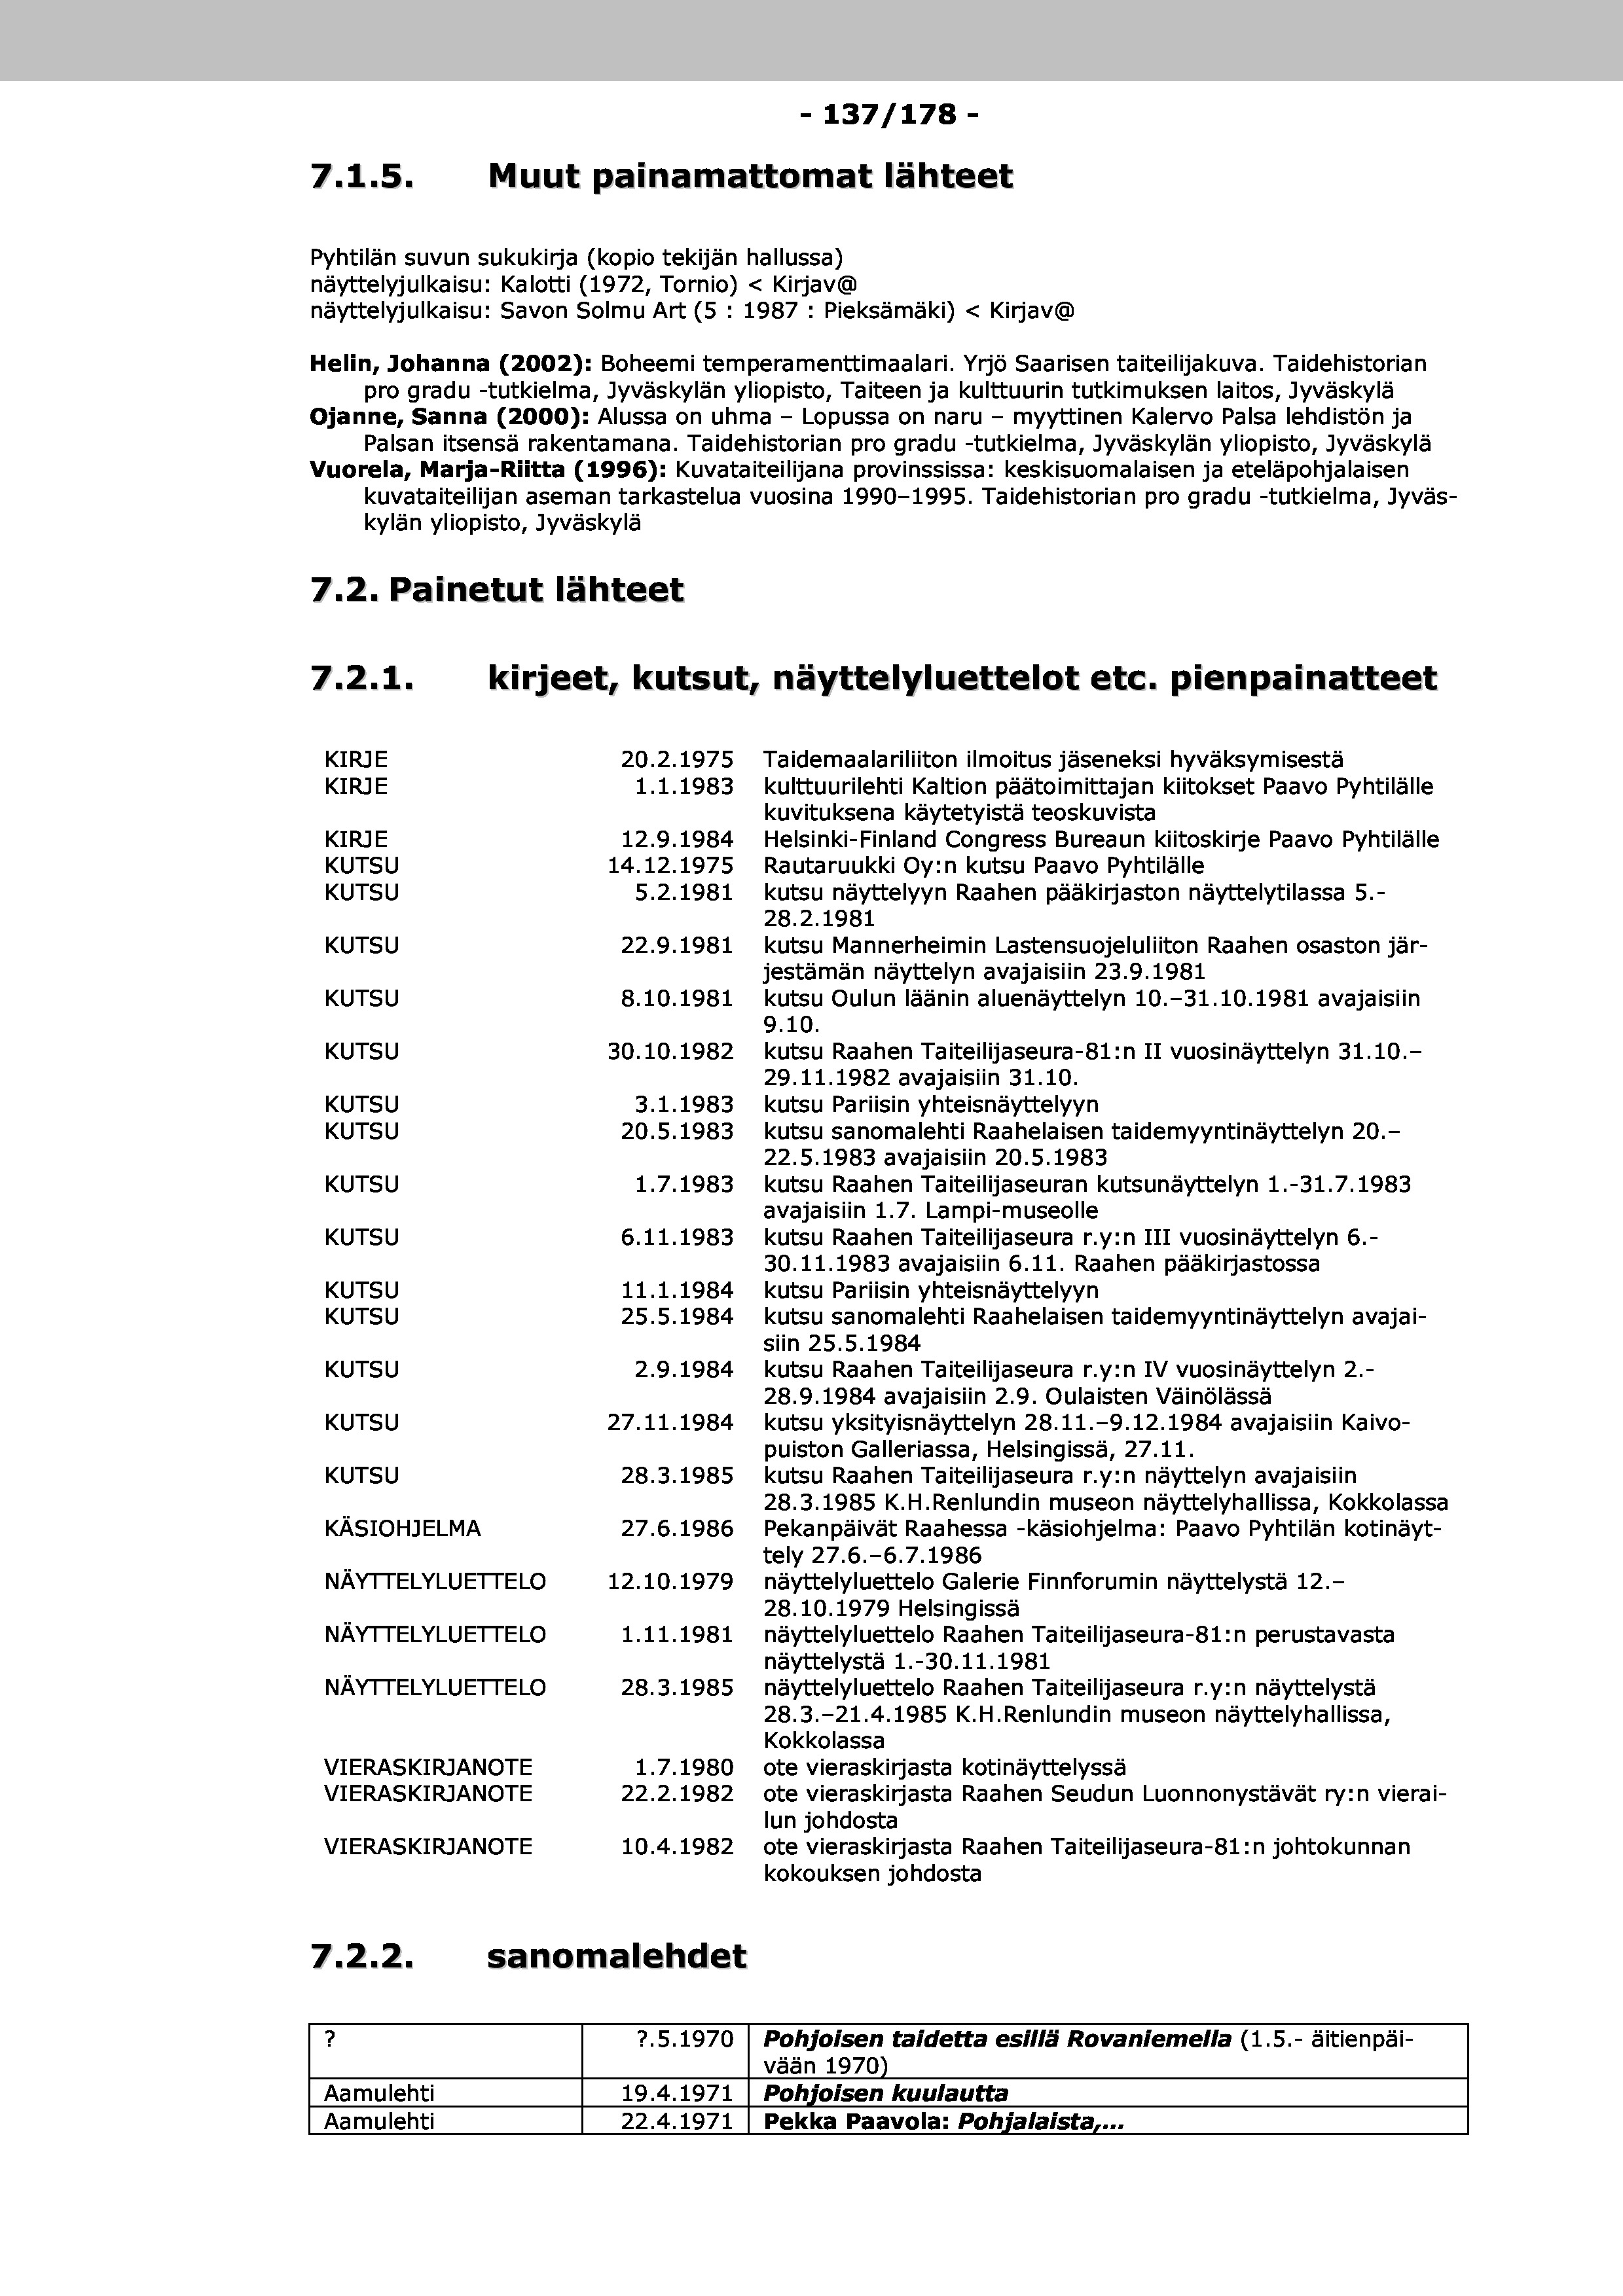 - 137/178 -
7.1.5. Muut painamattomat lähteet
Pyhtilän suvun sukukirja (kopio tekijän hallussa)
näyttelyjulkaisu: Kalotti (1972, Tornio) < Kirjav@
näyttelyjulkaisu: Savon Solmu Art (5 : 1987 : Pieksämäki) < Kirjav@
Helin, Johanna (2002): Boheemi temperamenttimaalari. Yrjö Saarisen taiteilijakuva. Taidehistorian
pro gradu -tutkielma, Jyväskylän yliopisto, Taiteen ja kulttuurin tutkimuksen laitos, Jyväskylä
Ojanne, Sanna (2000): Alussa on uhma – Lopussa on naru – myyttinen Kalervo Palsa lehdistön ja
Palsan itsensä rakentamana. Taidehistorian pro gradu -tutkielma, Jyväskylän yliopisto, Jyväskylä
Vuorela, Marja-Riitta (1996): Kuvataiteilijana provinssissa: keskisuomalaisen ja eteläpohjalaisen
kuvataiteilijan aseman tarkastelua vuosina 1990–1995. Taidehistorian pro gradu -tutkielma, Jyväs-
kylän yliopisto, Jyväskylä
7.2. Painetut lähteet
7.2.1. kirjeet, kutsut, näyttelyluettelot etc. pienpainatteet
KIRJE 20.2.1975 Taidemaalariliiton ilmoitus jäseneksi hyväksymisestä
KIRJE 1.1.1983 kulttuurilehti Kaltion päätoimittajan kiitokset Paavo Pyhtilälle
kuvituksena käytetyistä teoskuvista
KIRJE 12.9.1984 Helsinki-Finland Congress Bureaun kiitoskirje Paavo Pyhtilälle
KUTSU 14.12.1975 Rautaruukki Oy:n kutsu Paavo Pyhtilälle
KUTSU 5.2.1981 kutsu näyttelyyn Raahen pääkirjaston näyttelytilassa 5.-
28.2.1981
KUTSU 22.9.1981 kutsu Mannerheimin Lastensuojeluliiton Raahen osaston jär-
jestämän näyttelyn avajaisiin 23.9.1981
KUTSU 8.10.1981 kutsu Oulun läänin aluenäyttelyn 10.–31.10.1981 avajaisiin
9.10.
KUTSU 30.10.1982 kutsu Raahen Taiteilijaseura-81:n II vuosinäyttelyn 31.10.–
29.11.1982 avajaisiin 31.10.
KUTSU 3.1.1983 kutsu Pariisin yhteisnäyttelyyn
KUTSU 20.5.1983 kutsu sanomalehti Raahelaisen taidemyyntinäyttelyn 20.–
22.5.1983 avajaisiin 20.5.1983
KUTSU 1.7.1983 kutsu Raahen Taiteilijaseuran kutsunäyttelyn 1.-31.7.1983
avajaisiin 1.7. Lampi-museolle
KUTSU 6.11.1983 kutsu Raahen Taiteilijaseura r.y:n III vuosinäyttelyn 6.-
30.11.1983 avajaisiin 6.11. Raahen pääkirjastossa
KUTSU 11.1.1984 kutsu Pariisin yhteisnäyttelyyn
KUTSU 25.5.1984 kutsu sanomalehti Raahelaisen taidemyyntinäyttelyn avajai-
siin 25.5.1984
KUTSU 2.9.1984 kutsu Raahen Taiteilijaseura r.y:n IV vuosinäyttelyn 2.-
28.9.1984 avajaisiin 2.9. Oulaisten Väinölässä
KUTSU 27.11.1984 kutsu yksityisnäyttelyn 28.11.–9.12.1984 avajaisiin Kaivo-
puiston Galleriassa, Helsingissä, 27.11.
KUTSU 28.3.1985 kutsu Raahen Taiteilijaseura r.y:n näyttelyn avajaisiin
28.3.1985 K.H.Renlundin museon näyttelyhallissa, Kokkolassa
KÄSIOHJELMA 27.6.1986 Pekanpäivät Raahessa -käsiohjelma: Paavo Pyhtilän kotinäyt-
tely 27.6.–6.7.1986
NÄYTTELYLUETTELO 12.10.1979 näyttelyluettelo Galerie Finnforumin näyttelystä 12.–
28.10.1979 Helsingissä
NÄYTTELYLUETTELO 1.11.1981 näyttelyluettelo Raahen Taiteilijaseura-81:n perustavasta
näyttelystä 1.-30.11.1981
NÄYTTELYLUETTELO 28.3.1985 näyttelyluettelo Raahen Taiteilijaseura r.y:n näyttelystä
28.3.–21.4.1985 K.H.Renlundin museon näyttelyhallissa,
Kokkolassa
VIERASKIRJANOTE 1.7.1980 ote vieraskirjasta kotinäyttelyssä
VIERASKIRJANOTE 22.2.1982 ote vieraskirjasta Raahen Seudun Luonnonystävät ry:n vierai-
lun johdosta
VIERASKIRJANOTE 10.4.1982 ote vieraskirjasta Raahen Taiteilijaseura-81:n johtokunnan
kokouksen johdosta
7.2.2. sanomalehdet
? ?.5.1970 Pohjoisen taidetta esillä Rovaniemella (1.5.- äitienpäi-
vään 1970)
Aamulehti 19.4.1971 Pohjoisen kuulautta
Aamulehti 22.4.1971 Pekka Paavola: Pohjalaista,...